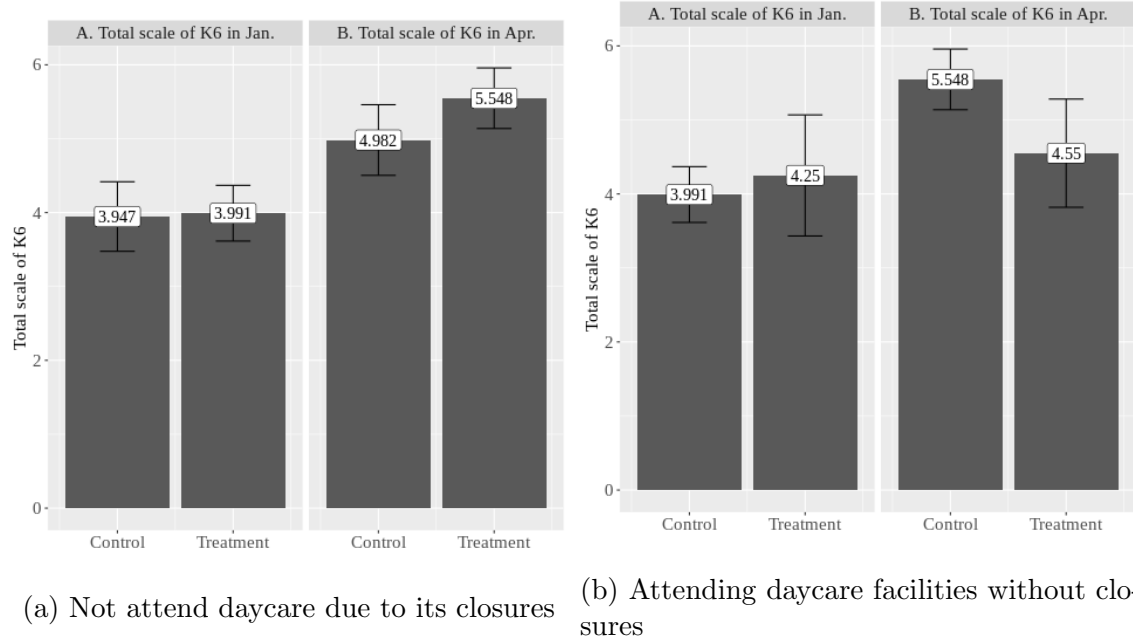 A. Total scale of K6 in Jan.
B. Total scale of K6 in Apr.
Total scale of K6
6
4
2
0
3.947
3.991
4.982
5.548
Control
Treatment
Control
Treatment
(a) Not attend daycare due to its closures
A. Total scale of K6 in Jan.
B. Total scale of K6 in Apr.
Total scale of K6
6
4
2
0
3.991
4.25
5.548
4.55
Control
Treatment
Control
Treatment
(b) Attending daycare facilities without clo-
sures